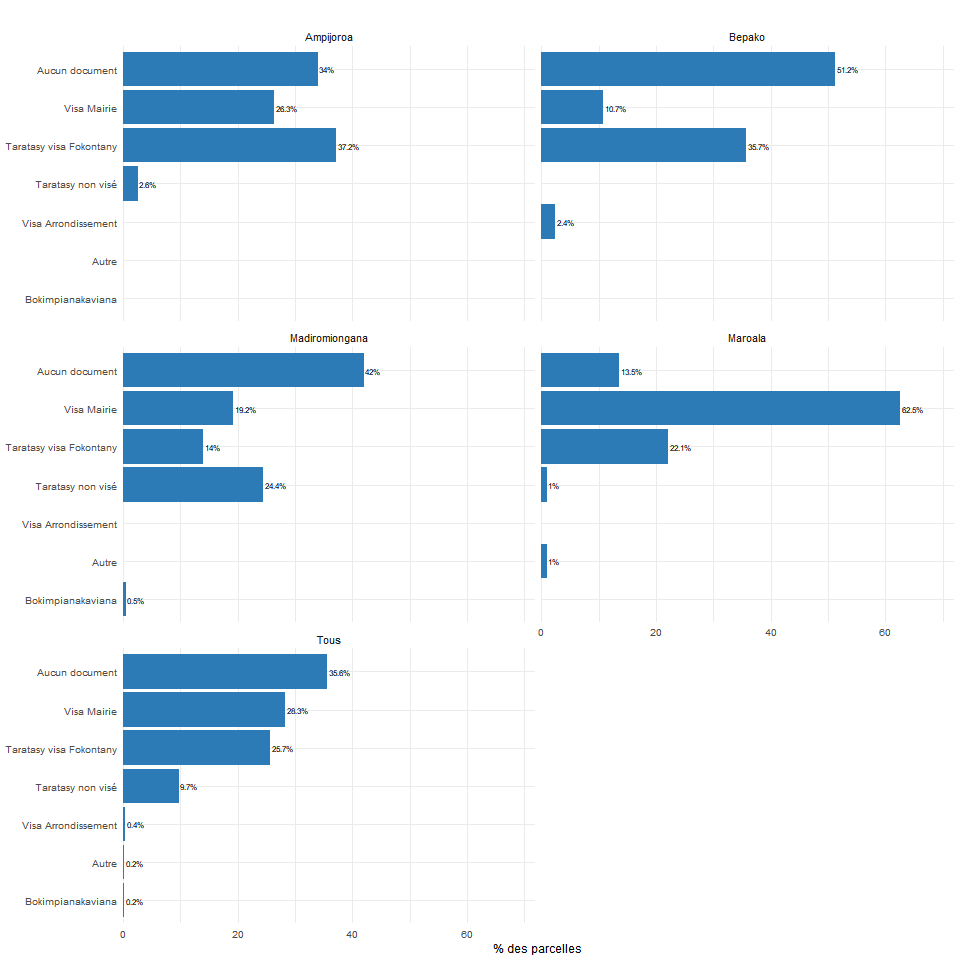 Ampijoroa
Aucun document 34%
Visa Mairie 26.3%
Taratasy visa Fokontany 37.2%
Taratasy non visé 2.6%
Visa Arrondissement
Autre
Bokimpianakaviana
Bepako
51.2%
10.7%
35.7%
2.4%
Madiromiongana
Aucun document 42%
Visa Mairie 19.2%
Taratasy visa Fokontany 14%
Taratasy non visé 24.4%
Visa Arrondissement
Autre
Bokimpianakaviana 0.5%
Maroala
13.5%
62.5%
22.1%
1%
1%
0 20 40 60
Tous
Aucun document 35.6%
Visa Mairie 28.3%
Taratasy visa Fokontany 25.7%
Taratasy non visé 9.7%
Visa Arrondissement 0.4%
Autre 0.2%
Bokimpianakaviana 0.2%
0 20 40 60
% des parcelles